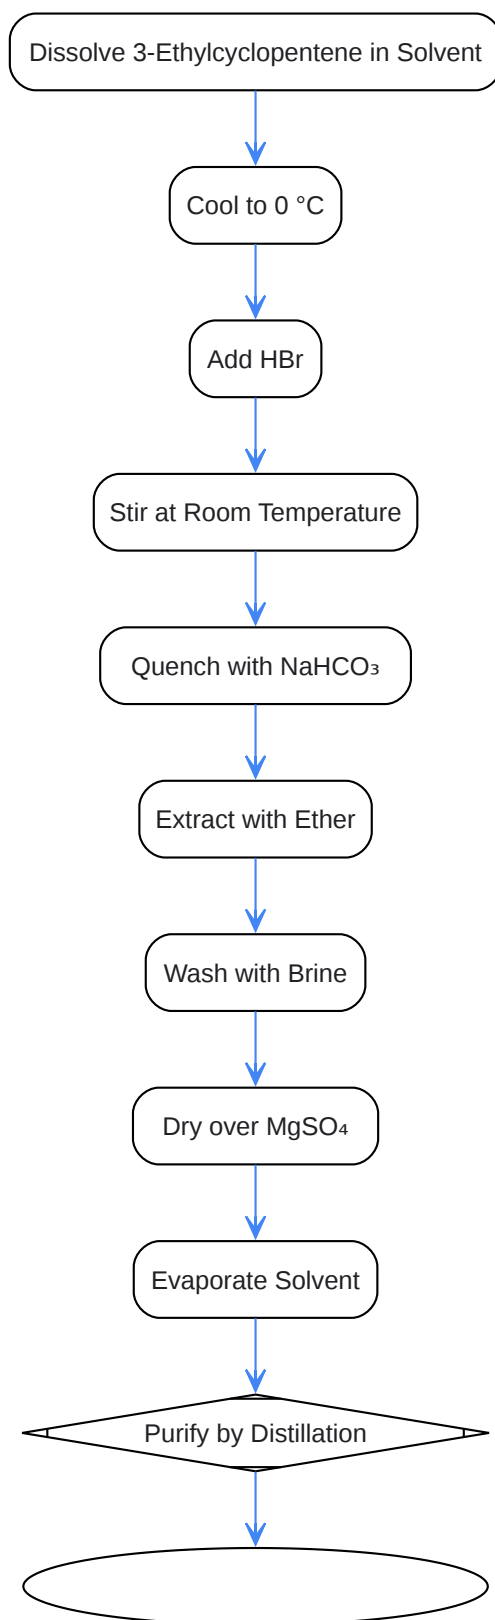 Dissolve 3-Ethylcyclopentene in Solvent
Cool to 0 °C
Add HBr
Stir at Room Temperature
Quench with NaHCO₃
Extract with Ether
Wash with Brine
Dry over MgSO₄
Evaporate Solvent
Purify by Distillation